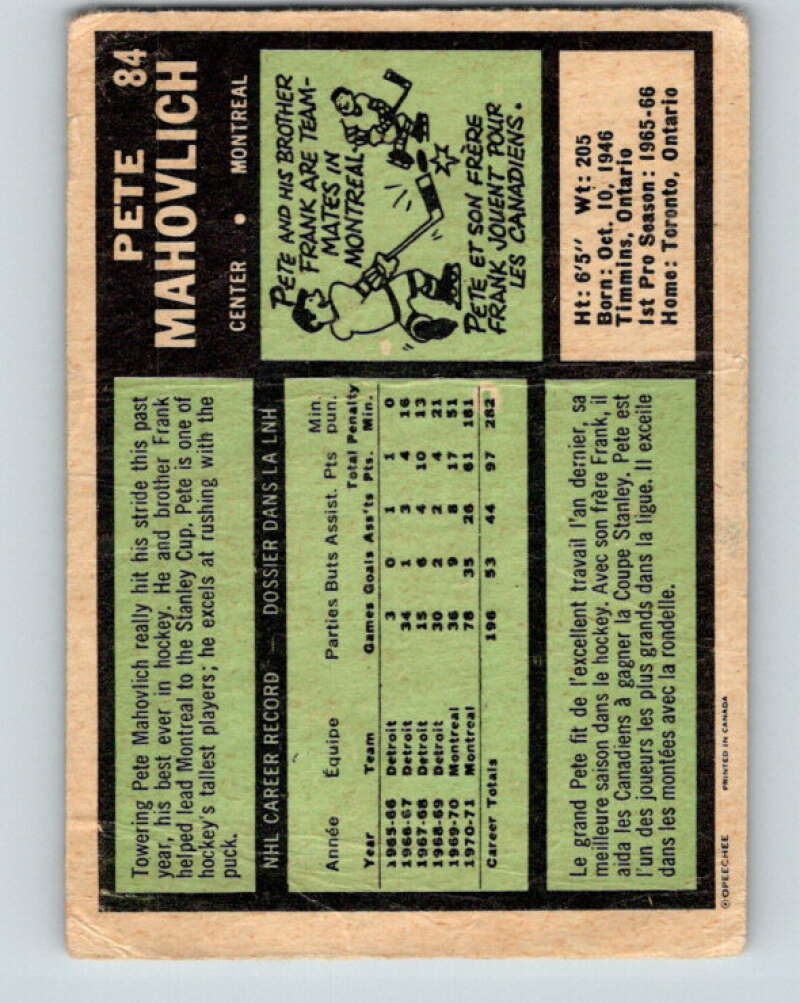 PETE 84
MAHOVLICH
CENTER • MONTREAL
PETE AND HIS BROTHER
FRANK ARE TEAM-
MATES IN
MONTREAL
PETE ET SON FRÈRE
FRANK JOUENT POUR
LES CANADIENS.
Ht: 6'5" Wt: 205
Born: Oct. 10, 1946
Timmins, Ontario
1st Pro Season: 1965-66
Home: Toronto, Ontario
Towering Pete Mahovlich really hit his stride this past
year, his best ever in hockey. He and brother Frank
helped lead Montreal to the Stanley Cup. Pete is one of
hockey's tallest players; he excels at rushing with the
puck.
NHL CAREER RECORD — DOSSIER DANS LA LNH
Année Équipe Parties Buts Assist. Pts Min. pun.
Year Team Games Goals Ass'ts Total Pts. Penalty Min.
1965-66 Detroit 3 0 1 1 0
1966-67 Detroit 34 1 3 4 16
1967-68 Detroit 15 6 4 10 13
1968-69 Detroit 30 2 2 4 21
1969-70 Montreal 36 9 8 17 51
1970-71 Montreal 78 35 26 61 181
Career Totals 196 53 44 97 282
Le grand Pete fit de l'excellent travail l'an dernier, sa
meilleure saison dans le hockey. Avec son frère Frank, il
aida les Canadiens à gagner la Coupe Stanley. Pete est
l'un des joueurs les plus grands dans la ligue. Il excelle
dans les montées avec la rondelle.
©OPEECHEE PRINTED IN CANADA